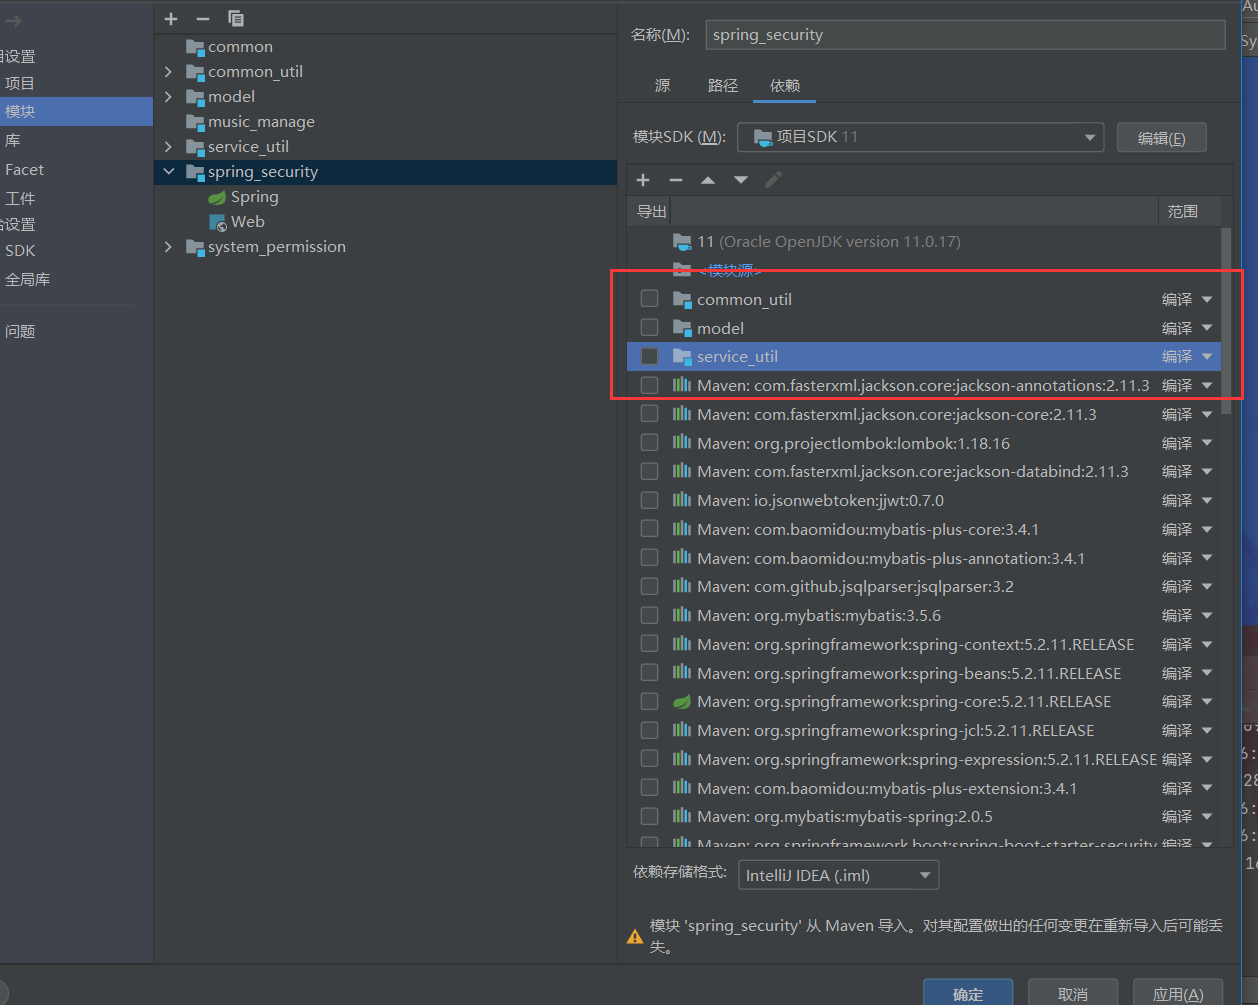 目设置
项目
模块
库
Facet
工件
台设置
SDK
全局库
问题
common
common_util
model
music_manage
service_util
spring_security
Spring
Web
system_permission
名称(M): spring_security
源 路径 依赖
模块SDK (M): 项目SDK 11 编辑(E)
导出 范围
11 (Oracle OpenJDK version 11.0.17)
<模块源>
common_util 编译
model 编译
service_util 编译
Maven: com.fasterxml.jackson.core:jackson-annotations:2.11.3 编译
Maven: com.fasterxml.jackson.core:jackson-core:2.11.3 编译
Maven: org.projectlombok:lombok:1.18.16 编译
Maven: com.fasterxml.jackson.core:jackson-databind:2.11.3 编译
Maven: io.jsonwebtoken:jjwt:0.7.0 编译
Maven: com.baomidou:mybatis-plus-core:3.4.1 编译
Maven: com.baomidou:mybatis-plus-annotation:3.4.1 编译
Maven: com.github.jsqlparser:jsqlparser:3.2 编译
Maven: org.mybatis:mybatis:3.5.6 编译
Maven: org.springframework:spring-context:5.2.11.RELEASE 编译
Maven: org.springframework:spring-beans:5.2.11.RELEASE 编译
Maven: org.springframework:spring-core:5.2.11.RELEASE 编译
Maven: org.springframework:spring-jcl:5.2.11.RELEASE 编译
Maven: org.springframework:spring-expression:5.2.11.RELEASE 编译
Maven: com.baomidou:mybatis-plus-extension:3.4.1 编译
Maven: org.mybatis:mybatis-spring:2.0.5 编译
Maven: org.springframework.boot:spring-boot-starter-security 编译
依赖存储格式: IntelliJ IDEA (.iml)
模块 'spring_security' 从 Maven 导入。对其配置做出的任何变更在重新导入后可能丢
失。
确定 取消 应用(A)